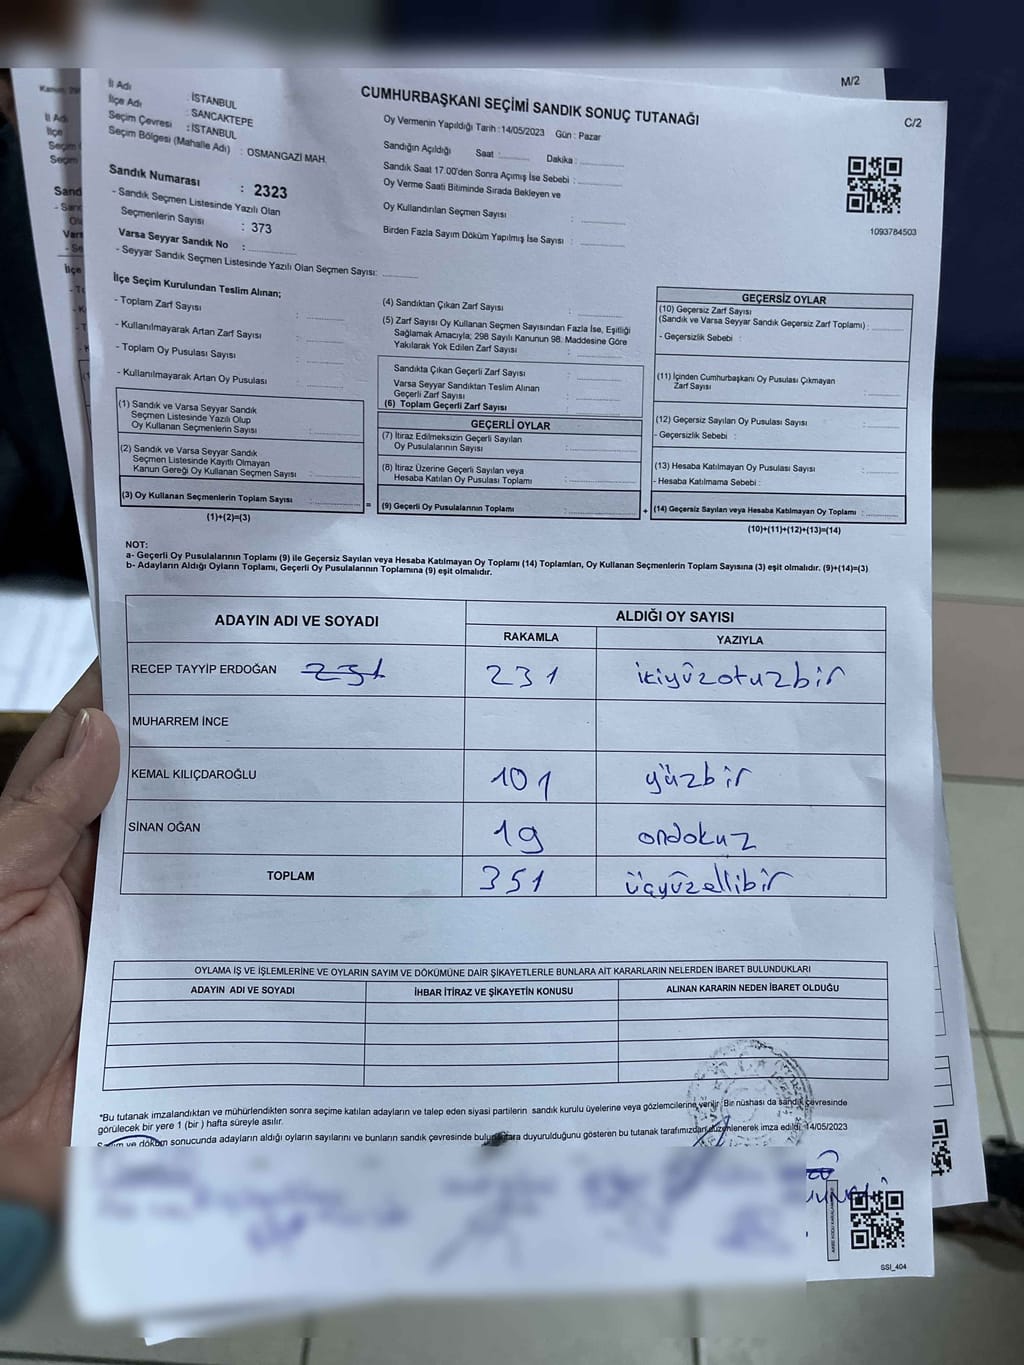 M/2
C/2
İl Adı : İSTANBUL
İlçe Adı : SANCAKTEPE
Seçim Çevresi : İSTANBUL
Seçim Bölgesi (Mahalle Adı) : OSMANGAZİ MAH.
Sandık Numarası : 2323
- Sandık Seçmen Listesinde Yazılı Olan
Seçmenlerin Sayısı : 373
Varsa Seyyar Sandık No :
- Seyyar Sandık Seçmen Listesinde Yazılı Olan Seçmen Sayısı:
CUMHURBAŞKANI SEÇİMİ SANDIK SONUÇ TUTANAĞI
Oy Vermenin Yapıldığı Tarih : 14/05/2023 Gün : Pazar
Sandığın Açıldığı Saat : Dakika :
Sandık Saat 17.00'den Sonra Açımış İse Sebebi :
Oy Verme Saati Bitiminde Sırada Bekleyen ve
Oy Kullandırılan Seçmen Sayısı :
Birden Fazla Sayım Döküm Yapılmış İse Sayısı :
1093784503
İlçe Seçim Kurulundan Teslim Alınan;
- Toplam Zarf Sayısı :
- Kullanılmayarak Artan Zarf Sayısı :
- Toplam Oy Pusulası Sayısı :
- Kullanılmayarak Artan Oy Pusulası :
(1) Sandık ve Varsa Seyyar Sandık
Seçmen Listesinde Yazılı Olup
Oy Kullanan Seçmenlerin Sayısı :
(2) Sandık ve Varsa Seyyar Sandık
Seçmen Listesinde Kayıtlı Olmayan
Kanun Gereği Oy Kullanan Seçmen Sayısı :
(3) Oy Kullanan Seçmenlerin Toplam Sayısı :
(1)+(2)=(3)
=
(4) Sandıktan Çıkan Zarf Sayısı :
(5) Zarf Sayısı Oy Kullanan Seçmen Sayısından Fazla İse, Eşitliği
Sağlamak Amacıyla; 298 Sayılı Kanunun 98. Maddesine Göre
Yakılarak Yok Edilen Zarf Sayısı :
Sandıkta Çıkan Geçerli Zarf Sayısı :
Varsa Seyyar Sandıktan Teslim Alınan
Geçerli Zarf Sayısı :
(6) Toplam Geçerli Zarf Sayısı :
GEÇERLİ OYLAR
(7) İtiraz Edilmeksizin Geçerli Sayılan
Oy Pusulalarının Sayısı :
(8) İtiraz Üzerine Geçerli Sayılan veya
Hesaba Katılan Oy Pusulası Toplamı :
(9) Geçerli Oy Pusulalarının Toplamı :
+
GEÇERSİZ OYLAR
(10) Geçersiz Zarf Sayısı
(Sandık ve Varsa Seyyar Sandık Geçersiz Zarf Toplamı) :
- Geçersizlik Sebebi :
(11) İçinden Cumhurbaşkanı Oy Pusulası Çıkmayan
Zarf Sayısı :
(12) Geçersiz Sayılan Oy Pusulası Sayısı :
- Geçersizlik Sebebi :
(13) Hesaba Katılmayan Oy Pusulası Sayısı :
- Hesaba Katılmama Sebebi :
(14) Geçersiz Sayılan veya Hesaba Katılmayan Oy Toplamı :
(10)+(11)+(12)+(13)=(14)
NOT:
a- Geçerli Oy Pusulalarının Toplamı (9) ile Geçersiz Sayılan veya Hesaba Katılmayan Oy Toplamı (14) Toplamları, Oy Kullanan Seçmenlerin Toplam Sayısına (3) eşit olmalıdır. (9)+(14)=(3)
b- Adayların Aldığı Oyların Toplamı, Geçerli Oy Pusulalarının Toplamına (9) eşit olmalıdır.
ADAYIN ADI VE SOYADI
ALDIĞI OY SAYISI
RAKAMLA YAZIYLA
RECEP TAYYİP ERDOĞAN 231 231 ikiyüzotuzbir
MUHARREM İNCE
KEMAL KILIÇDAROĞLU 101 yüzbir
SİNAN OĞAN 19 ondokuz
TOPLAM 351 üçyüzellibir
OYLAMA İŞ VE İŞLEMLERİNE VE OYLARIN SAYIM VE DÖKÜMÜNE DAİR ŞİKAYETLERLE BUNLARA AİT KARARLARIN NELERDEN İBARET BULUNDUKLARI
ADAYIN ADI VE SOYADI İHBAR İTİRAZ VE ŞİKAYETİN KONUSU ALINAN KARARIN NEDEN İBARET OLDUĞU
*Bu tutanak imzalandıktan ve mühürlendikten sonra seçime katılan adayların ve talep eden siyasi partilerin sandık kurulu üyelerine veya gözlemcilerine verilir. Bir nüshası da sandık çevresinde
görülecek bir yere 1 (bir ) hafta süreyle asılır.
Sayım ve döküm sonucunda adayların aldığı oyların sayılarını ve bunların sandık çevresinde bulunanlara duyurulduğunu gösteren bu tutanak tarafımızdan düzenlenerek imza edildi. 14/05/2023
SSI_404